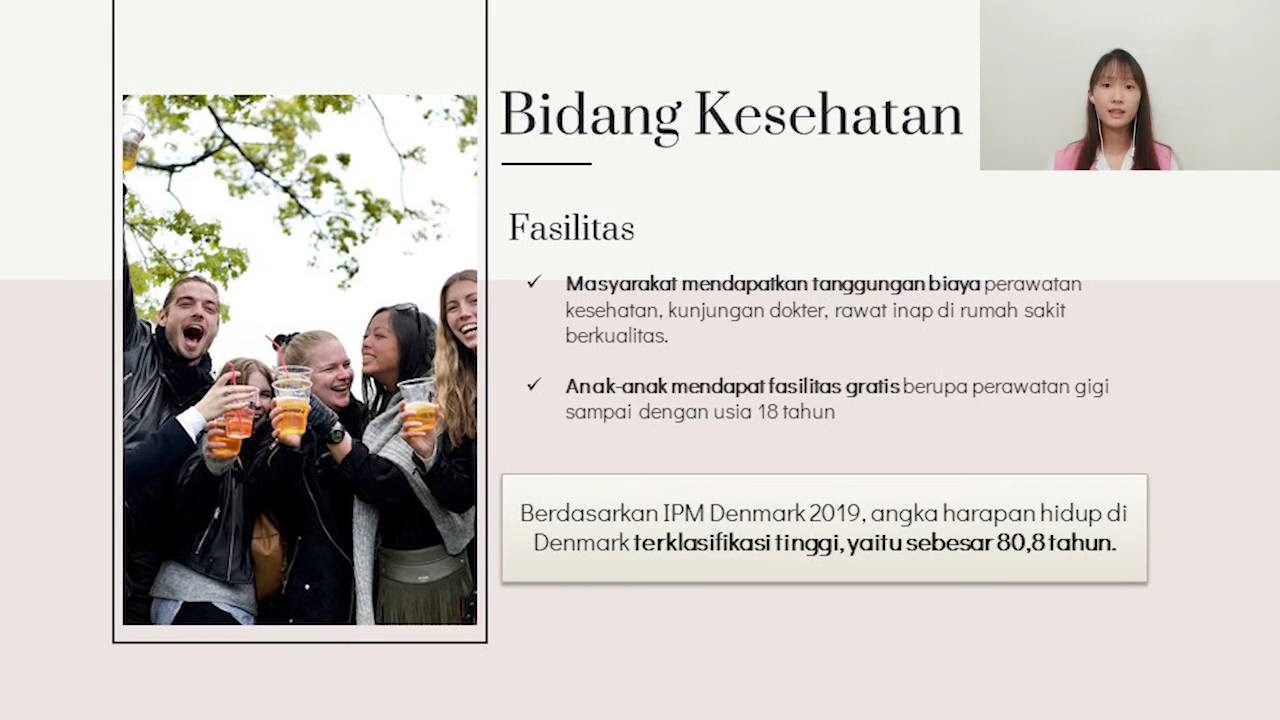 Bidang Kesehatan
Fasilitas
✓ Masyarakat mendapatkan tanggungan biaya perawatan
kesehatan, kunjungan dokter, rawat inap di rumah sakit
berkualitas.
✓ Anak-anak mendapat fasilitas gratis berupa perawatan gigi
sampai dengan usia 18 tahun
Berdasarkan IPM Denmark 2019, angka harapan hidup di
Denmark terklasifikasi tinggi, yaitu sebesar 80,8 tahun.